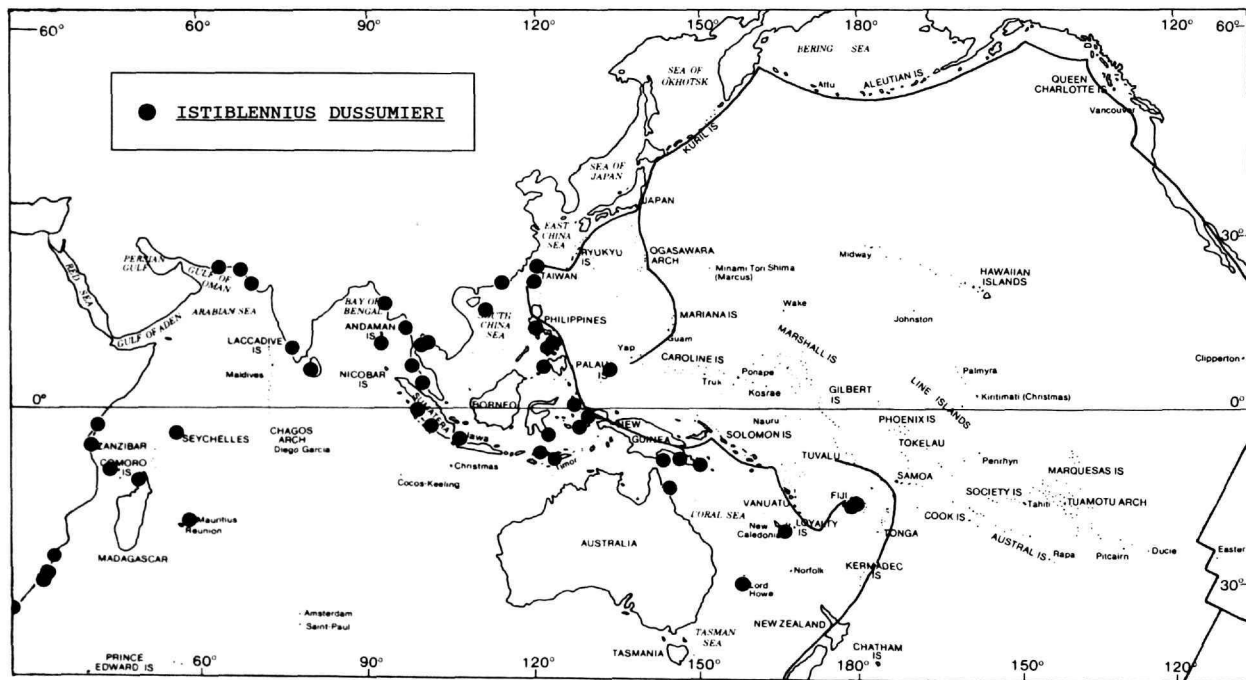 60° 90° 120° 150° 180° 150° 120°
60° 60°
BERING SEA
SEA OF
O'KHOTSK
Attu
ALEUTIAN IS
QUEEN
CHARLOTTE IS
Vancouver
ISTIBLENNIUS DUSSUMIERI
KURIL IS
SEA OF
JAPAN
JAPAN
EAST
CHINA
SEA
RYUKYU
IS
OGASAWARA
ARCH
30° 30°
Midway
PERSIAN
GULF
RED SEA
GULF OF
OMAN
TAIWAN
Minami Tori Shima
(Marcus)
HAWAIIAN
ISLANDS
ARABIAN SEA
BAY OF
BENGAL
SOUTH
CHINA
SEA
Wake
GULF OF ADEN
ANDAMAN
IS
PHILIPPINES
MARIANA IS
Johnston
LACCADIVE
IS
MARSHALL IS
Guam
Yap
CAROLINE IS
Clipperton
Maldives
NICOBAR
IS
PALAU
IS
Truk
Ponape
Kosrae
Palmyra
GILBERT
IS
LINE ISLANDS
Kiritimati (Christmas)
0° 0°
BORNEO
SUMATRA
NEW
GUINEA
Nauru
PHOENIX IS
ZANZIBAR
SEYCHELLES
CHAGOS
ARCH
Diego Garcia
Jawa
SOLOMON IS
TOKELAU
TUVALU
COMORO
IS
Christmas
Timor
Penrhyn
MARQUESAS IS
Cocos-Keeling
SAMOA
VANUATU
FIJI
SOCIETY IS
Tahiti
TUAMOTU ARCH
Mauritius
Reunion
CORAL SEA
New
Caledonia
LOYALTY
IS
COOK IS
TONGA
AUSTRALIA
MADAGASCAR
AUSTRAL IS
Rapa
Pitcairn
Ducie
Easter
Norfolk
KERMADEC
IS
Lord
Howe
30° 30°
Amsterdam
Saint-Paul
NEW ZEALAND
TASMAN
SEA
TASMANIA
CHATHAM
IS
PRINCE
EDWARD IS
60° 90° 120° 150° 180° 150° 120°